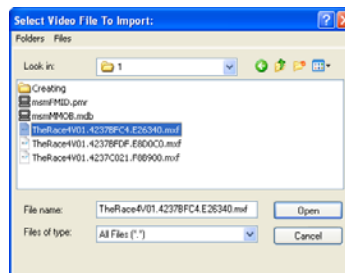 Select Video File To Import:
Folders Files
Look in: 1
Creating
msmFMID.pmr
msmMMOB.mdb
TheRace4V01.4237BFC4.E26340.mxf
TheRace4V01.4237BFDF.E8D0C0.mxf
TheRace4V01.4237C021.F08900.mxf
File name: TheRace4V01.4237BFC4.E26340.mxf Open
Files of type: All Files (*.*) Cancel